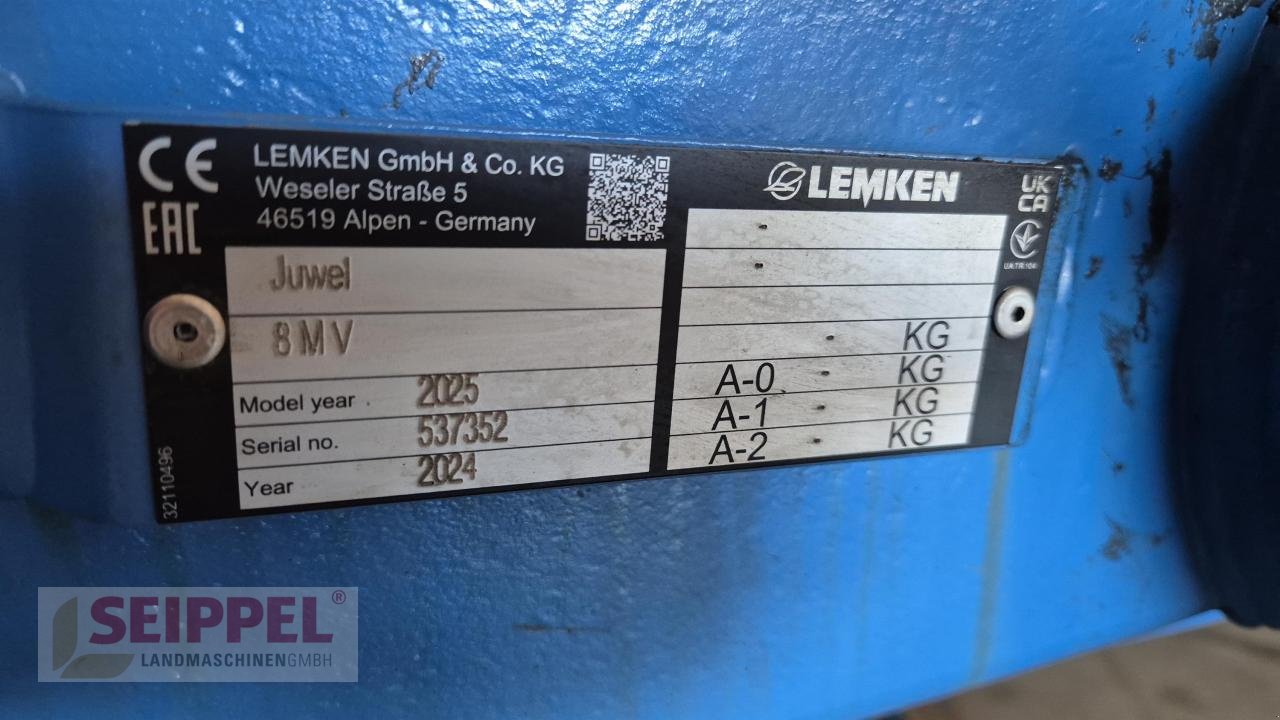 CE
EAC
LEMKEN GmbH & Co. KG
Weseler Straße 5
46519 Alpen - Germany
Juwel
8 M V
Model year 2025
Serial no. 537352
Year 2024
32110496
LEMKEN
UK
CA
-
-
- KG
A-0 - KG
A-1 - KG
A-2 - KG
SEIPPEL®
LANDMASCHINENGMBH